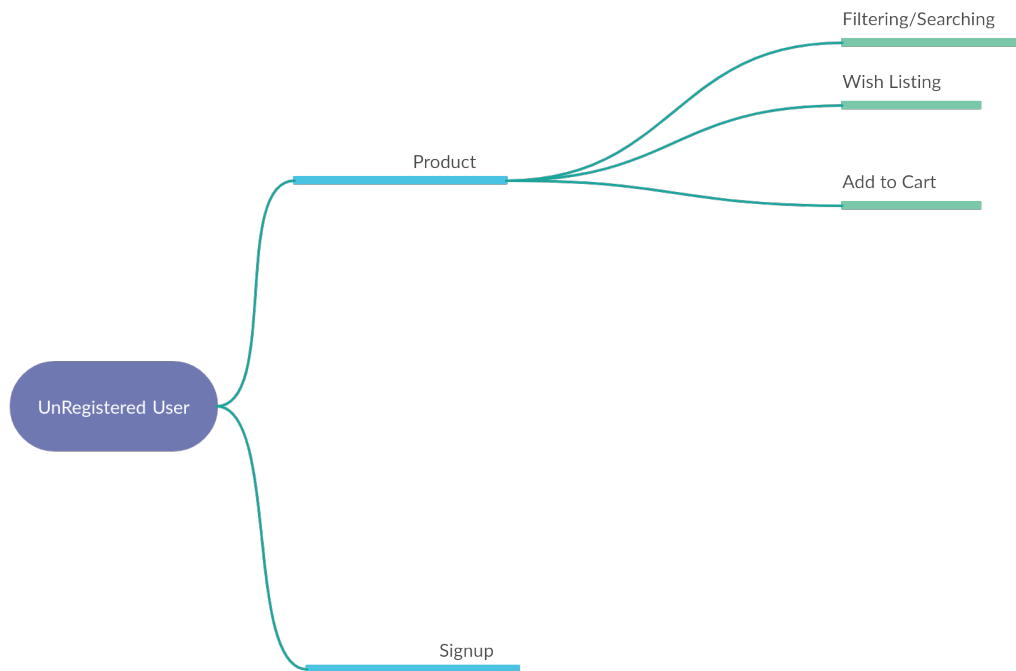 Filtering/Searching
Wish Listing
Product
Add to Cart
UnRegistered User
Signup